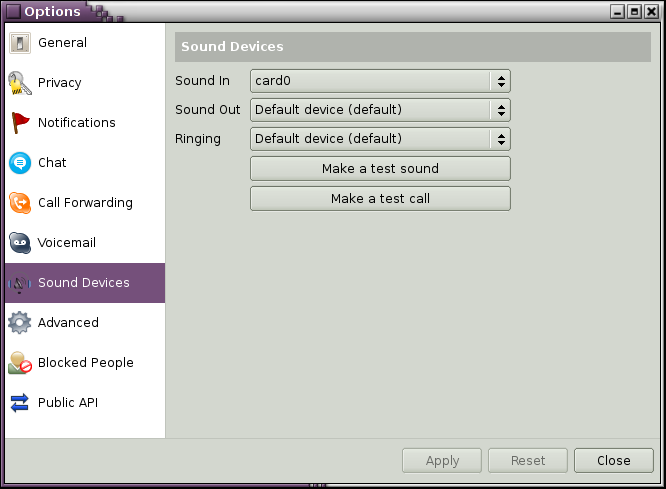 Options
General
Privacy
Notifications
Chat
Call Forwarding
Voicemail
Sound Devices
Advanced
Blocked People
Public API
Sound Devices
Sound In card0
Sound Out Default device (default)
Ringing Default device (default)
Make a test sound
Make a test call
Apply Reset Close